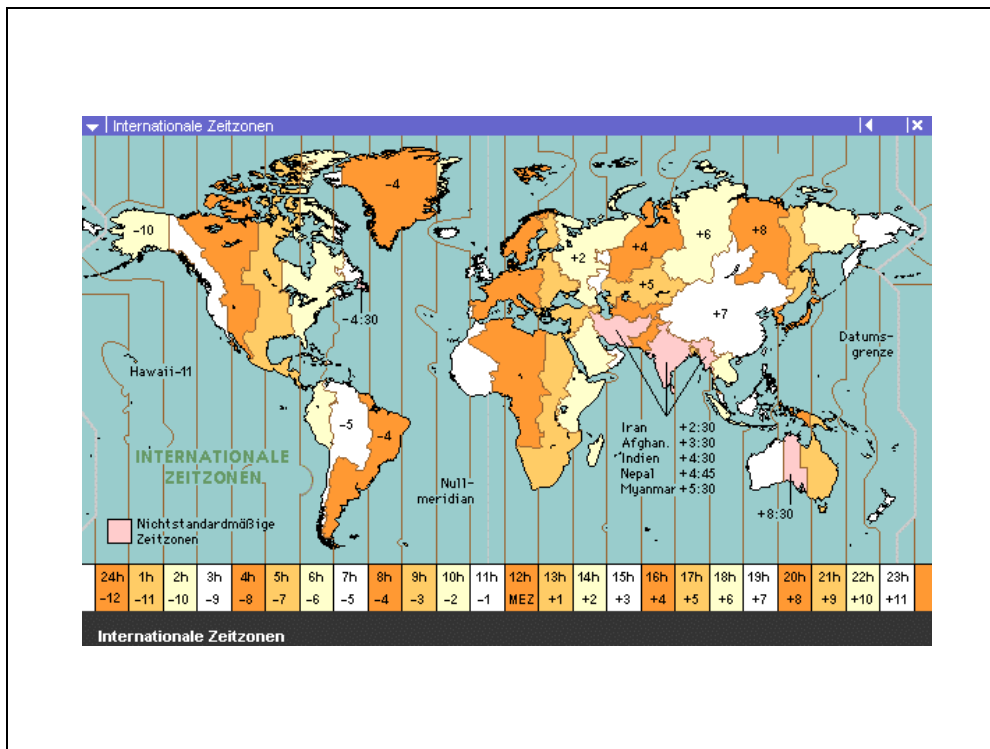 Internationale Zeitzonen
-4
-10
+8
+6
+4
+2
+5
-4:30
+7
Datums-
grenze
Hawaii-11
-5
-4
Iran +2:30
Afghan. +3:30
Indien +4:30
Nepal +4:45
Myanmar +5:30
INTERNATIONALE
ZEITZONEN
Null-
meridian
+8:30
Nichtstandardmäßige
Zeitzonen
24h 1h 2h 3h 4h 5h 6h 7h 8h 9h 10h 11h 12h 13h 14h 15h 16h 17h 18h 19h 20h 21h 22h 23h
-12 -11 -10 -9 -8 -7 -6 -5 -4 -3 -2 -1 MEZ +1 +2 +3 +4 +5 +6 +7 +8 +9 +10 +11
Internationale Zeitzonen